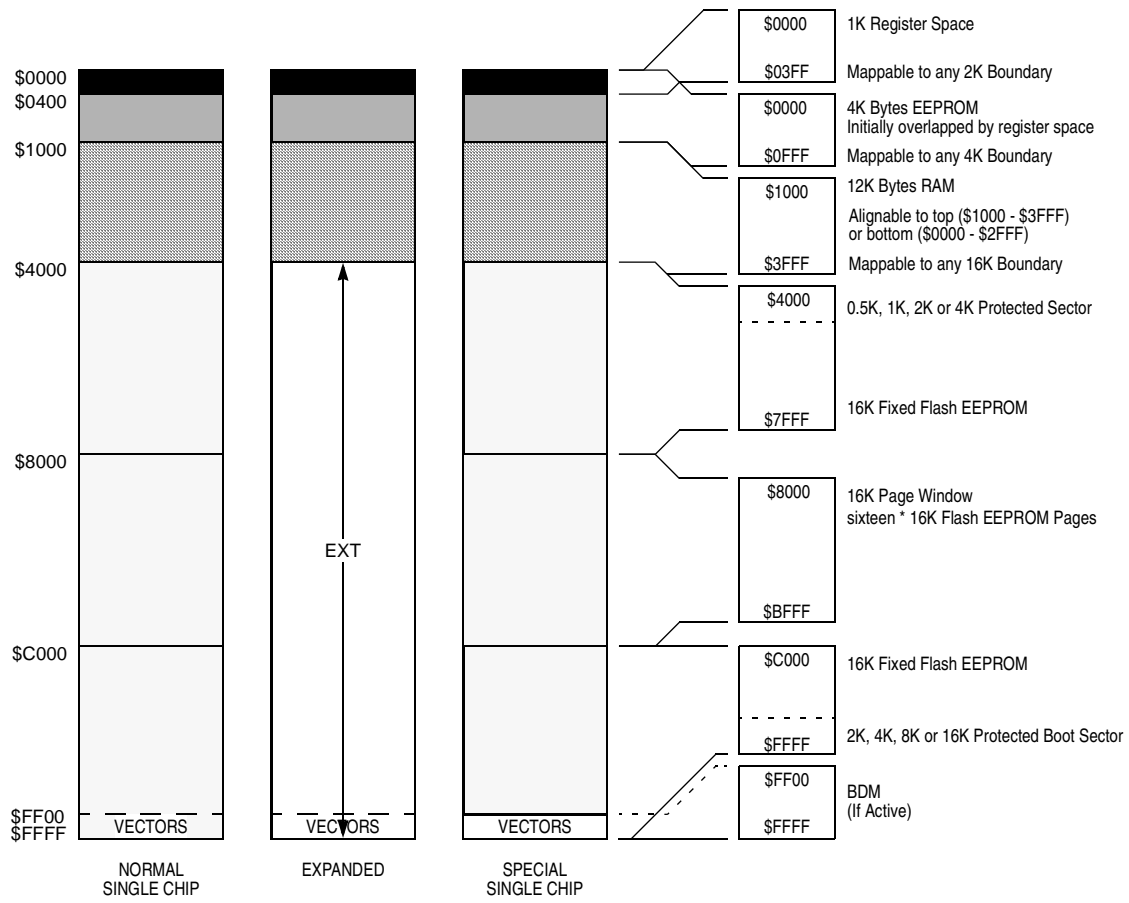 $0000
$0400
$1000
$4000
$8000
$C000
$FF00
$FFFF
EXT
VECTORS
VECTORS
VECTORS
NORMAL
SINGLE CHIP
EXPANDED
SPECIAL
SINGLE CHIP
$0000
1K Register Space
$03FF
Mappable to any 2K Boundary
$0000
4K Bytes EEPROM
Initially overlapped by register space
$0FFF
Mappable to any 4K Boundary
$1000
12K Bytes RAM
Alignable to top ($1000 - $3FFF)
or bottom ($0000 - $2FFF)
$3FFF
Mappable to any 16K Boundary
$4000
0.5K, 1K, 2K or 4K Protected Sector
16K Fixed Flash EEPROM
$7FFF
$8000
16K Page Window
sixteen * 16K Flash EEPROM Pages
$BFFF
$C000
16K Fixed Flash EEPROM
2K, 4K, 8K or 16K Protected Boot Sector
$FFFF
$FF00
BDM
(If Active)
$FFFF